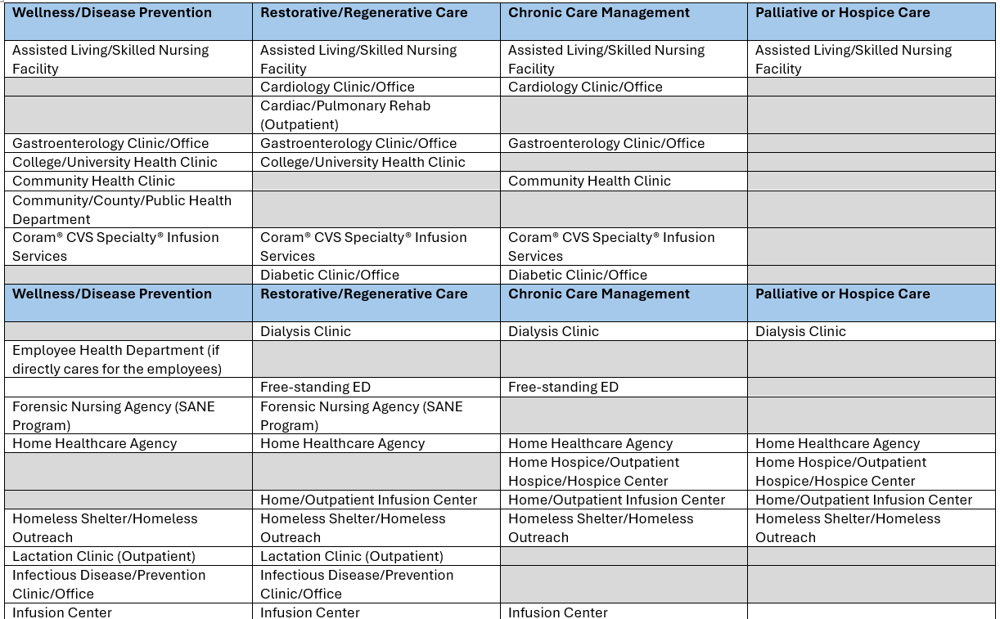 Wellness/Disease Prevention Restorative/Regenerative Care Chronic Care Management Palliative or Hospice Care
Assisted Living/Skilled Nursing Assisted Living/Skilled Nursing Assisted Living/Skilled Nursing Assisted Living/Skilled Nursing
Facility Facility Facility Facility
Cardiology Clinic/Office Cardiology Clinic/Office
Cardiac/Pulmonary Rehab
(Outpatient)
Gastroenterology Clinic/Office Gastroenterology Clinic/Office Gastroenterology Clinic/Office
College/University Health Clinic College/University Health Clinic
Community Health Clinic Community Health Clinic
Community/County/Public Health
Department
Coram® CVS Specialty® Infusion Coram® CVS Specialty® Infusion Coram® CVS Specialty® Infusion
Services Services Services
Diabetic Clinic/Office Diabetic Clinic/Office
Wellness/Disease Prevention Restorative/Regenerative Care Chronic Care Management Palliative or Hospice Care
Dialysis Clinic Dialysis Clinic Dialysis Clinic
Employee Health Department (if
directly cares for the employees)
Free-standing ED Free-standing ED
Forensic Nursing Agency (SANE Forensic Nursing Agency (SANE
Program) Program)
Home Healthcare Agency Home Healthcare Agency Home Healthcare Agency Home Healthcare Agency
Home Hospice/Outpatient Home Hospice/Outpatient
Hospice/Hospice Center Hospice/Hospice Center
Home/Outpatient Infusion Center Home/Outpatient Infusion Center Home/Outpatient Infusion Center
Homeless Shelter/Homeless Homeless Shelter/Homeless Homeless Shelter/Homeless Homeless Shelter/Homeless
Outreach Outreach Outreach Outreach
Lactation Clinic (Outpatient) Lactation Clinic (Outpatient)
Infectious Disease/Prevention Infectious Disease/Prevention
Clinic/Office Clinic/Office
Infusion Center Infusion Center Infusion Center